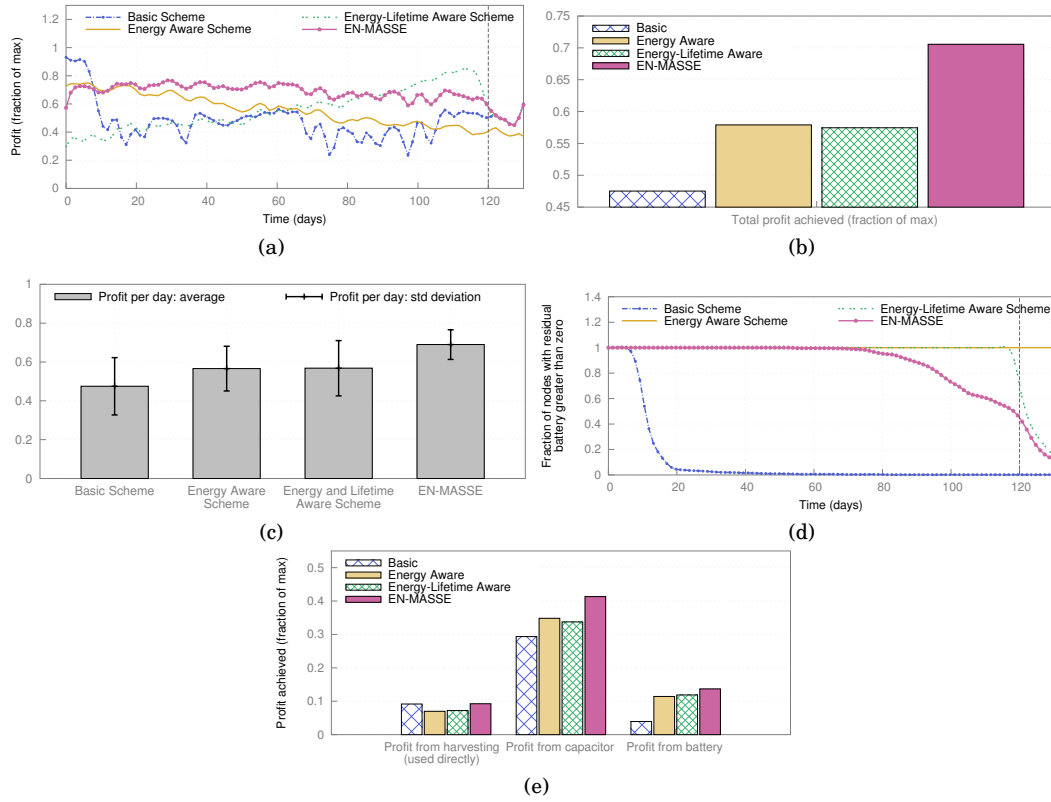 Basic Scheme
Energy Aware Scheme
Energy-Lifetime Aware Scheme
EN-MASSE
Profit (fraction of max)
1.2
1
0.8
0.6
0.4
0.2
0
0 20 40 60 80 100 120
Time (days)
(a)
Basic
Energy Aware
Energy-Lifetime Aware
EN-MASSE
0.75
0.7
0.65
0.6
0.55
0.5
0.45
Total profit achieved (fraction of max)
(b)
Profit per day: average
Profit per day: std deviation
1
0.8
0.6
0.4
0.2
0
Basic Scheme
Energy Aware
Scheme
Energy and Lifetime
Aware Scheme
EN-MASSE
(c)
Basic Scheme
Energy Aware Scheme
Energy-Lifetime Aware Scheme
EN-MASSE
Fraction of nodes with residual
battery greater than zero
1.4
1.2
1
0.8
0.6
0.4
0.2
0
0 20 40 60 80 100 120
Time (days)
(d)
Basic
Energy Aware
Energy-Lifetime Aware
EN-MASSE
Profit achieved (fraction of max)
0.5
0.4
0.3
0.2
0.1
0
Profit from harvesting
(used directly)
Profit from capacitor
Profit from battery
(e)